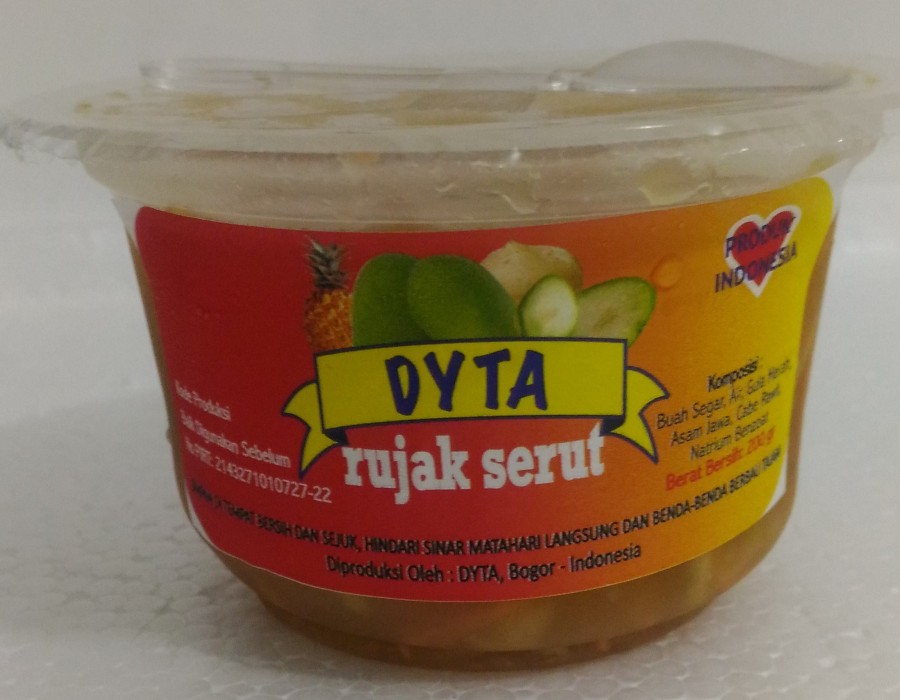 PRODUK
INDONESIA
DYTA
rujak serut
Kode Produksi
Baik Digunakan Sebelum
No PIRT: 2143271010727-22
Komposisi :
Buah Segar, Air, Gula Merah,
Asam Jawa, Cabe Rawit,
Natrium Benzoat
Berat Bersih: 200 gr
TEMPAT BERSIH DAN SEJUK, HINDARI SINAR MATAHARI LANGSUNG DAN BENDA-BENDA BERBAU TAJAM
Diproduksi Oleh : DYTA, Bogor - Indonesia